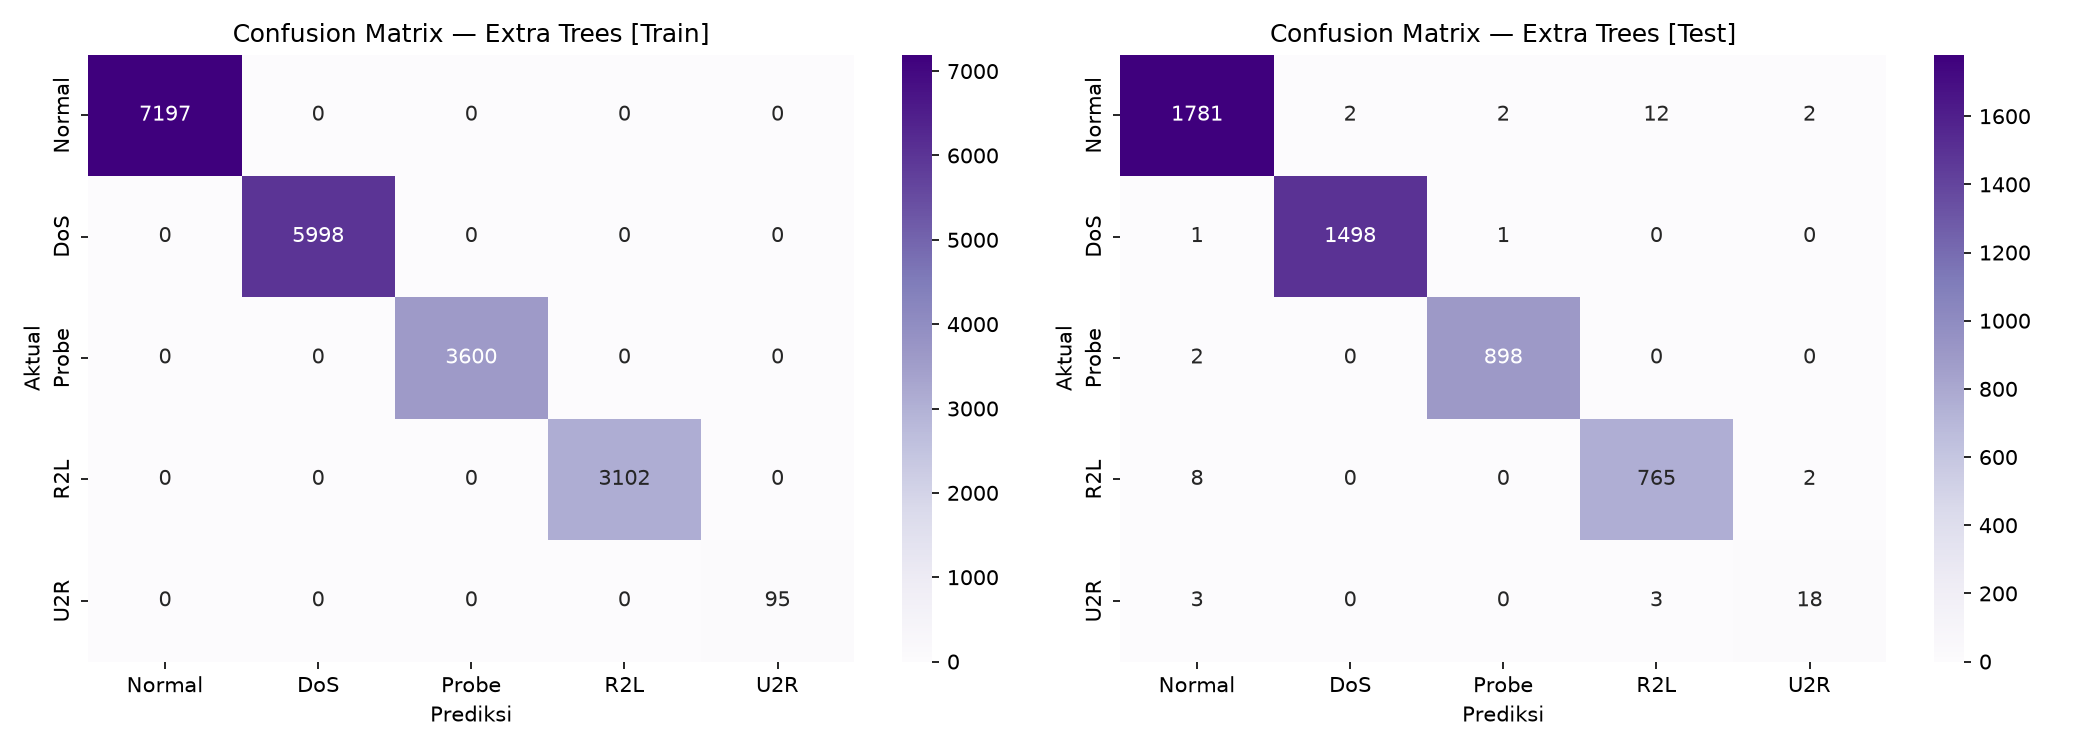 Confusion Matrix — Extra Trees [Train]
Aktual
Normal 7197 0 0 0 0
DoS 0 5998 0 0 0
Probe 0 0 3600 0 0
R2L 0 0 0 3102 0
U2R 0 0 0 0 95
Normal DoS Probe R2L U2R
Prediksi
7000
6000
5000
4000
3000
2000
1000
0
Confusion Matrix — Extra Trees [Test]
Aktual
Normal 1781 2 2 12 2
DoS 1 1498 1 0 0
Probe 2 0 898 0 0
R2L 8 0 0 765 2
U2R 3 0 0 3 18
Normal DoS Probe R2L U2R
Prediksi
1600
1400
1200
1000
800
600
400
200
0